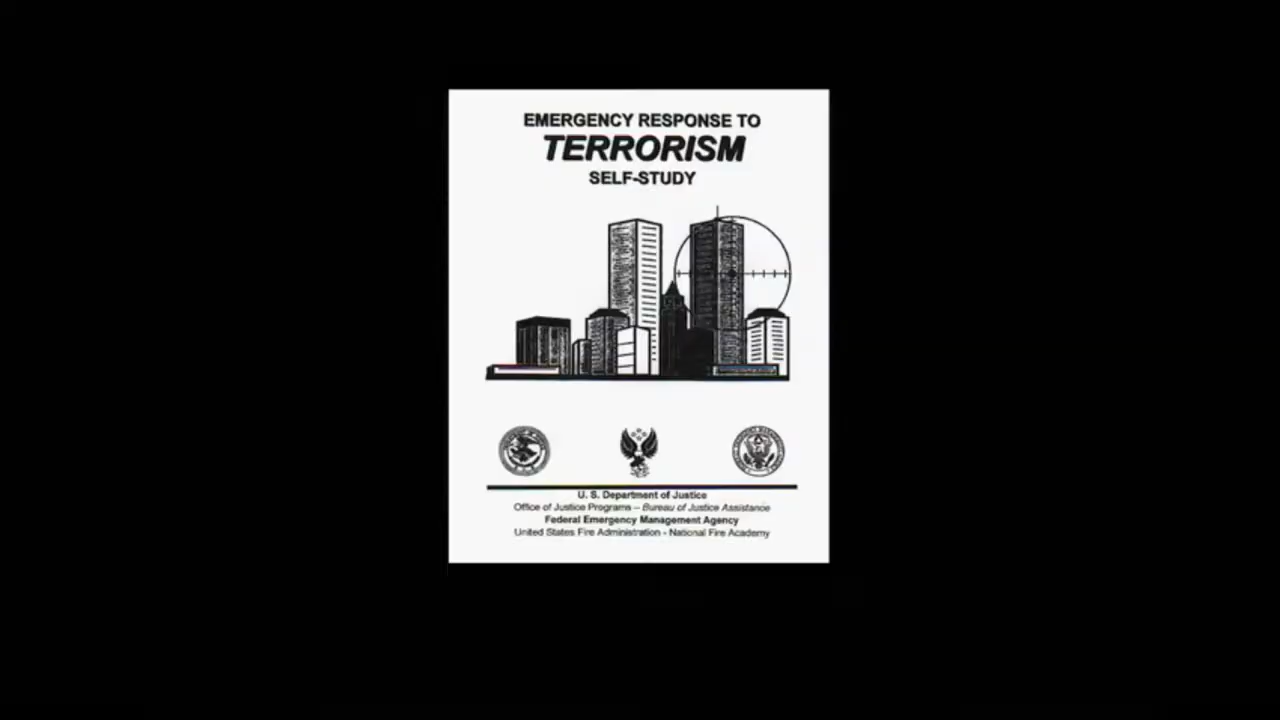 EMERGENCY RESPONSE TO
TERRORISM
SELF-STUDY
U. S. Department of Justice
Office of Justice Programs – Bureau of Justice Assistance
Federal Emergency Management Agency
United States Fire Administration - National Fire Academy